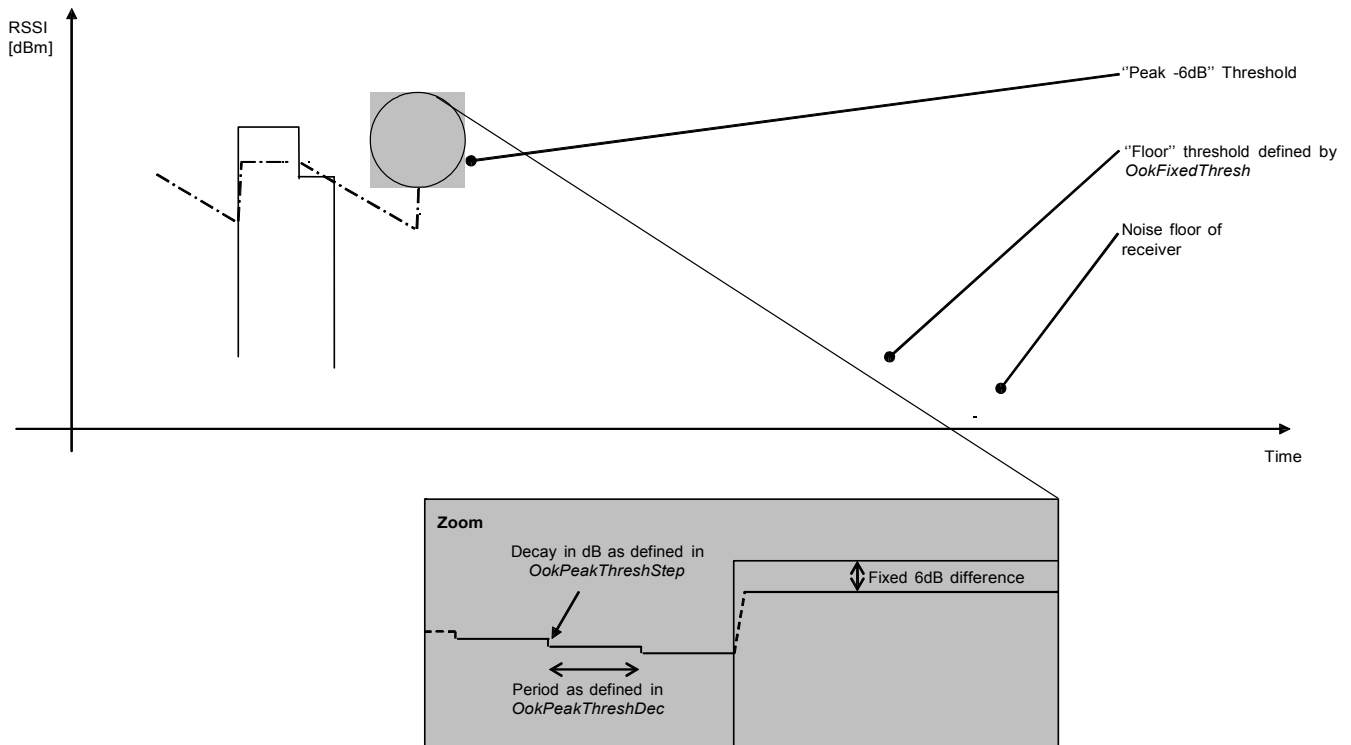 RSSI
[dBm]
‘'Peak -6dB'' Threshold
‘'Floor'' threshold defined by
OokFixedThresh
Noise floor of
receiver
Time
Zoom
Decay in dB as defined in
OokPeakThreshStep
Fixed 6dB difference
Period as defined in
OokPeakThreshDec